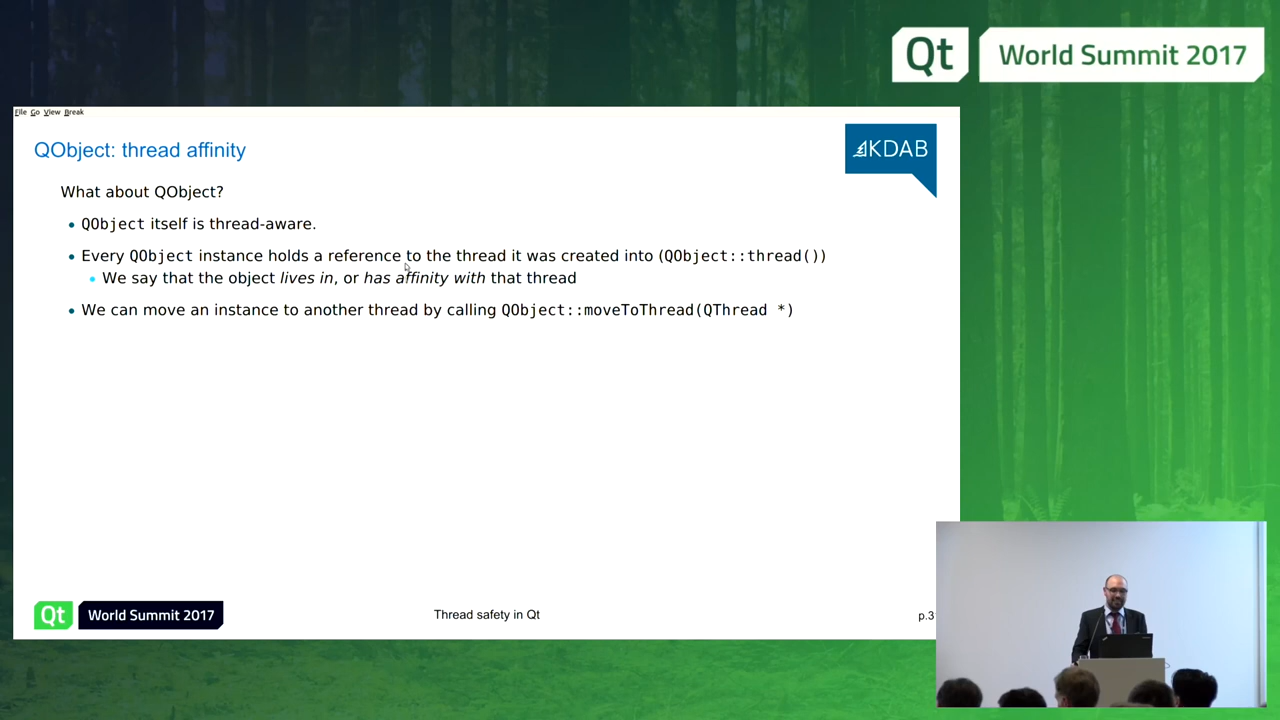 Qt World Summit 2017
File Go View Break
QObject: thread affinity
KDAB
What about QObject?
• QObject itself is thread-aware.
• Every QObject instance holds a reference to the thread it was created into (QObject::thread())
• We say that the object lives in, or has affinity with that thread
• We can move an instance to another thread by calling QObject::moveToThread(QThread *)
Qt World Summit 2017
Thread safety in Qt
p.3